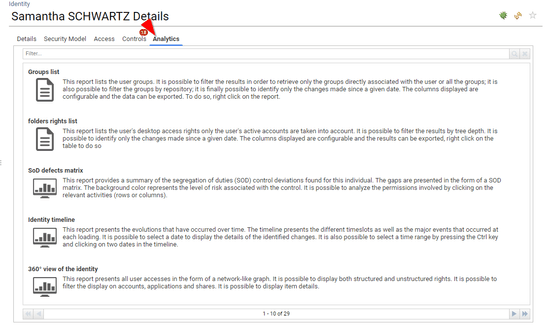 Identity
Samantha SCHWARTZ Details
Details Security Model Access Controls Analytics
Filter...
Groups list
This report lists the user groups. It is possible to filter the results in order to retrieve only the groups directly associated with the user or all the groups; it is
also possible to filter the groups by repository; it is finally possible to identify only the changes made since a given date. The columns displayed are
configurable and the data can be exported. To do so, right click on the report.
folders rights list
This report lists the user's desktop access rights only the user's active accounts are taken into account. It is possible to filter the results by tree depth. It is
possible to identify only the changes made since a given date. The columns displayed are configurable and the results can be exported, right click on the
table to do so
SoD defects matrix
This report provides a summary of the segregation of duties (SOD) control deviations found for this individual. The gaps are presented in the form of a SOD
matrix. The background color represents the level of risk associated with the control. It is possible to analyze the permissions involved by clicking on the
relevant activities (rows or columns).
Identity timeline
This report presents the evolutions that have occurred over time. The timeline presents the different timeslots as well as the major events that occurred at
each loading. It is possible to select a date to display the details of the identified changes. It is also possible to select a time range by pressing the Ctrl key
and clicking on two dates in the timeline.
360° view of the identity
This report presents all user accesses in the form of a network-like graph. It is possible to display both structured and unstructured rights. It is possible to
filter the display on accounts, applications and shares. It is possible to display item details.
1 - 10 of 29